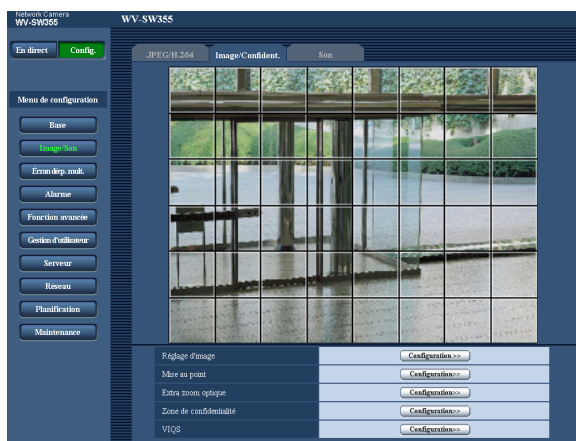 Network Camera
WV-SW355
WV-SW355
En direct
Config.
JPEG/H.264
Image/Confident.
Son
Menu de configuration
Base
Image/Son
Écran dép. mult.
Alarme
Fonction avancée
Gestion d'utilisateur
Serveur
Réseau
Planification
Maintenance
Réglage d'image
Configuration>>
Mise au point
Configuration>>
Extra zoom optique
Configuration>>
Zone de confidentialité
Configuration>>
VIQS
Configuration>>